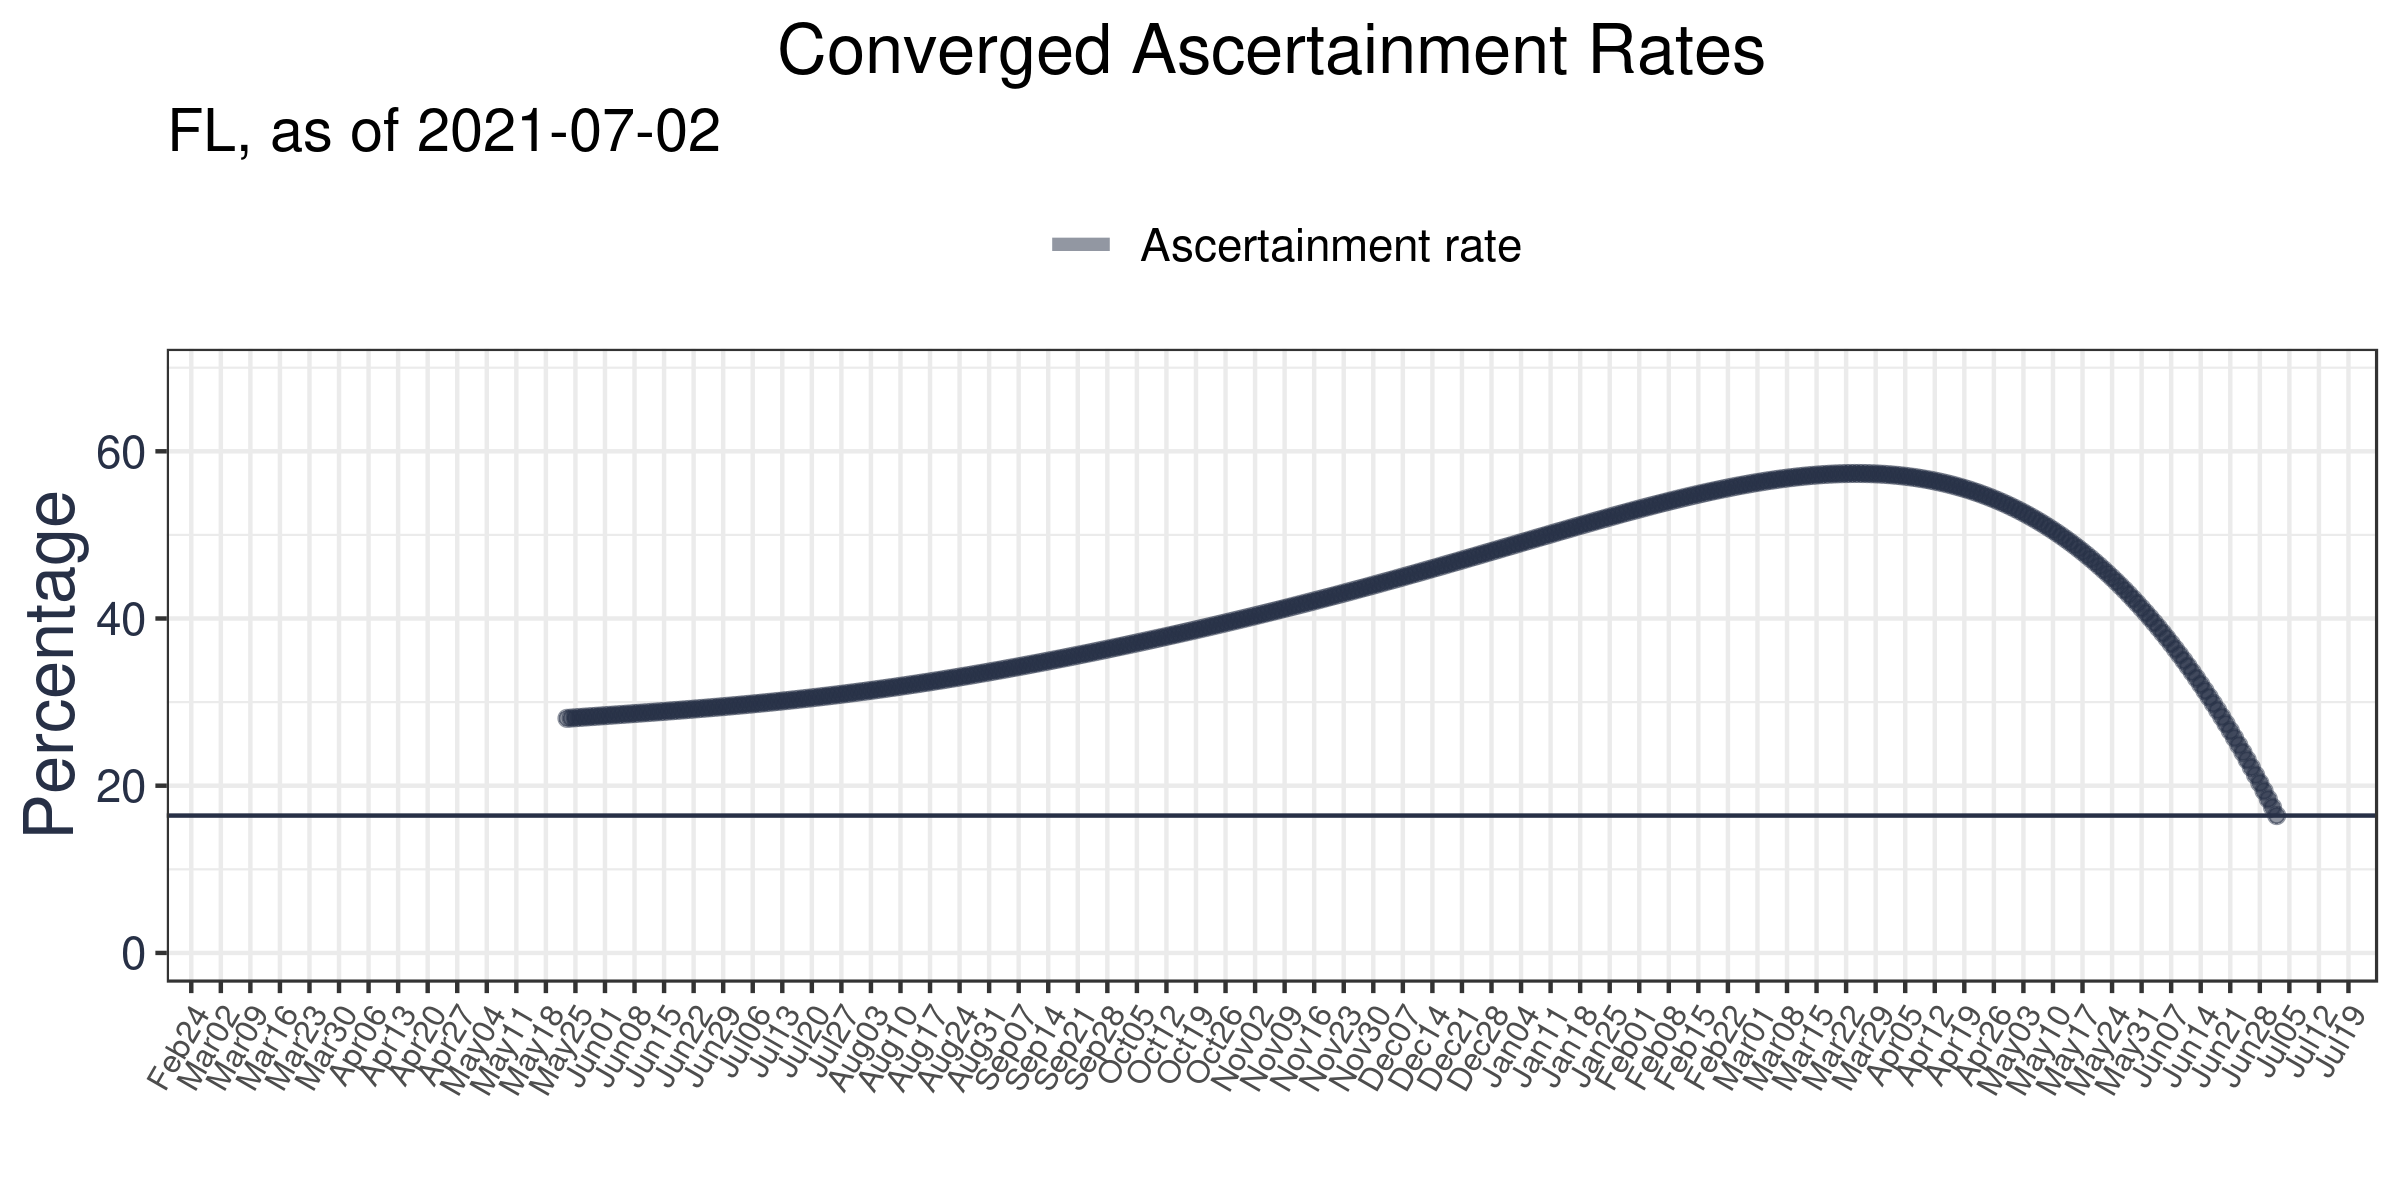 Converged Ascertainment Rates
FL, as of 2021-07-02
Ascertainment rate
Percentage
60
40
20
0
Feb24
Mar02
Mar09
Mar16
Mar23
Mar30
Apr06
Apr13
Apr20
Apr27
May04
May11
May18
May25
Jun01
Jun08
Jun15
Jun22
Jun29
Jul06
Jul13
Jul20
Jul27
Aug03
Aug10
Aug17
Aug24
Aug31
Sep07
Sep14
Sep21
Sep28
Oct05
Oct12
Oct19
Oct26
Nov02
Nov09
Nov16
Nov23
Nov30
Dec07
Dec14
Dec21
Dec28
Jan04
Jan11
Jan18
Jan25
Feb01
Feb08
Feb15
Feb22
Mar01
Mar08
Mar15
Mar22
Mar29
Apr05
Apr12
Apr19
Apr26
May03
May10
May17
May24
May31
Jun07
Jun14
Jun21
Jun28
Jul05
Jul12
Jul19